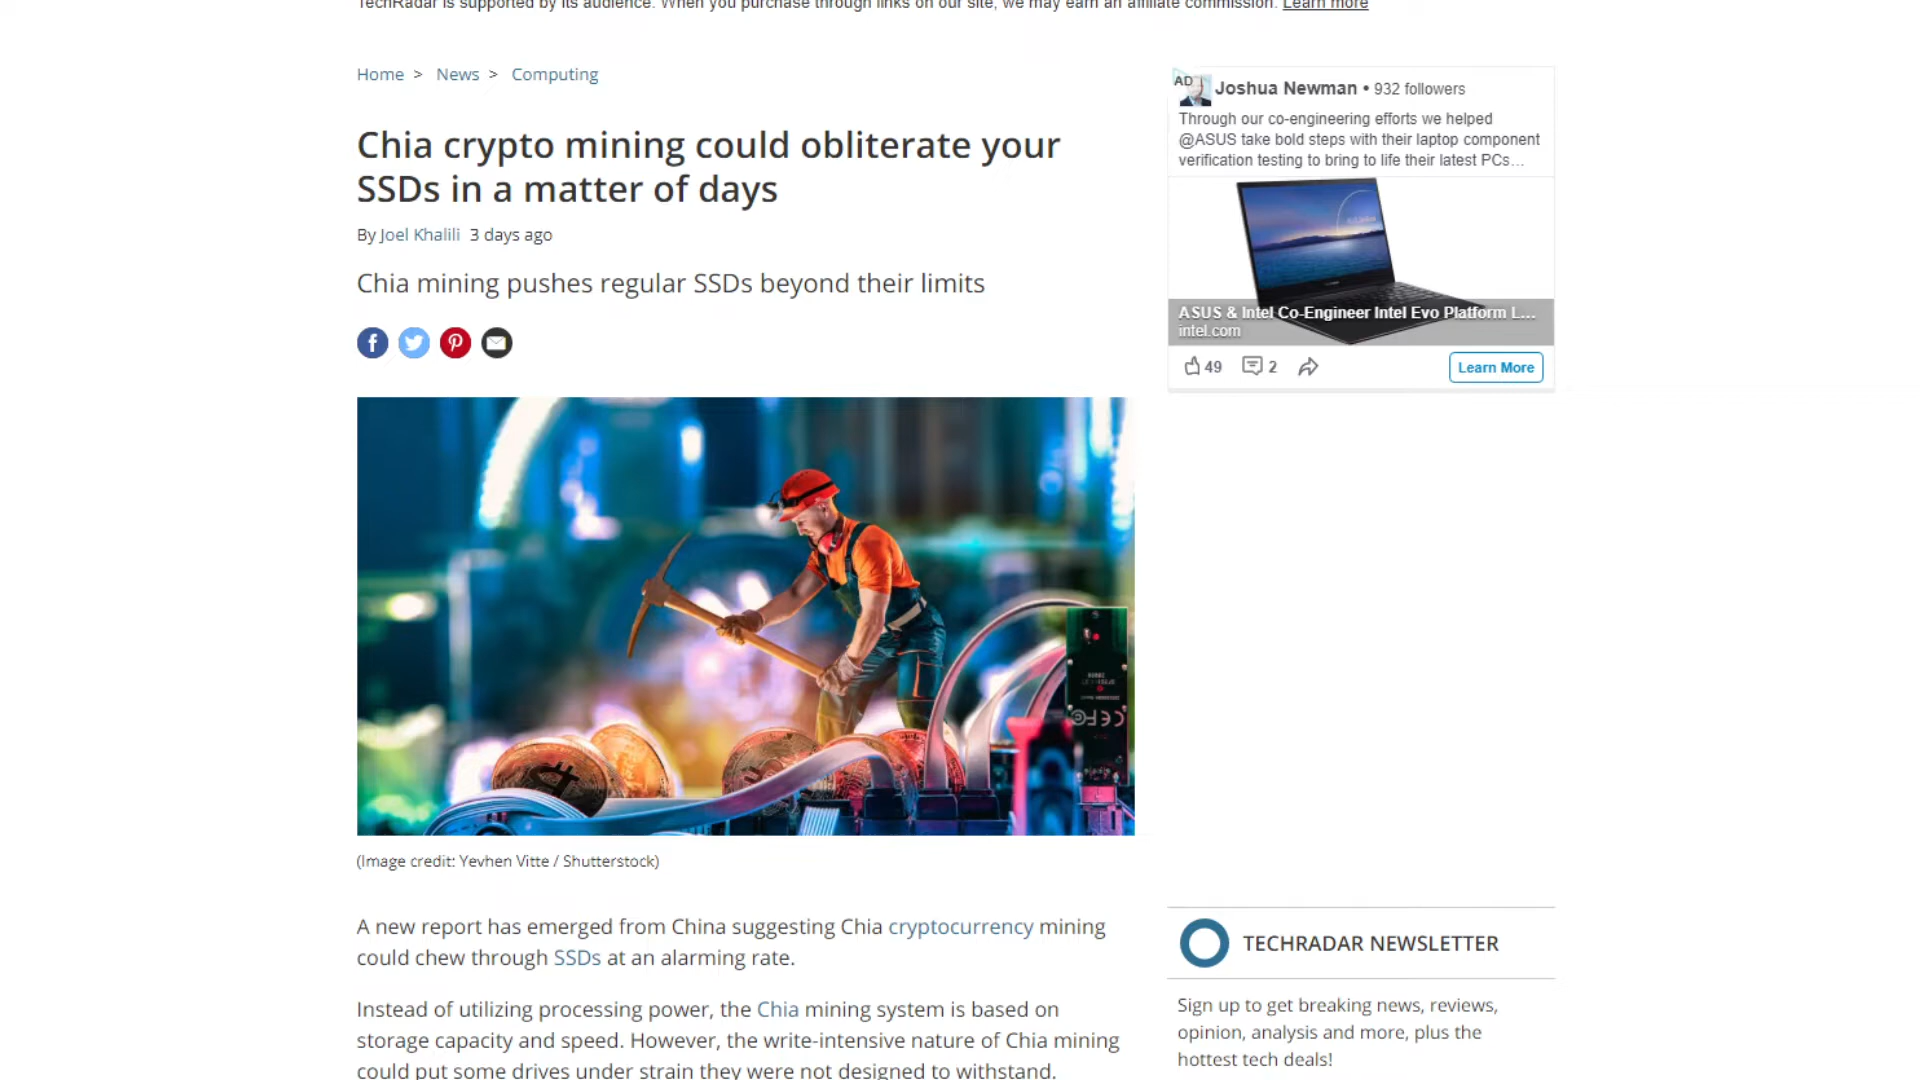 TechRadar is supported by its audience. When you purchase through links on our site, we may earn an affiliate commission. Learn more
Home > News > Computing
Chia crypto mining could obliterate your
SSDs in a matter of days
By Joel Khalili 3 days ago
Chia mining pushes regular SSDs beyond their limits
(Image credit: Yevhen Vitte / Shutterstock)
A new report has emerged from China suggesting Chia cryptocurrency mining
could chew through SSDs at an alarming rate.
Instead of utilizing processing power, the Chia mining system is based on
storage capacity and speed. However, the write-intensive nature of Chia mining
could put some drives under strain they were not designed to withstand.
AD
Joshua Newman • 932 followers
Through our co-engineering efforts we helped
@ASUS take bold steps with their laptop component
verification testing to bring to life their latest PCs...
ASUS & Intel Co-Engineer Intel Evo Platform L...
intel.com
49 2
Learn More
TECHRADAR NEWSLETTER
Sign up to get breaking news, reviews,
opinion, analysis and more, plus the
hottest tech deals!